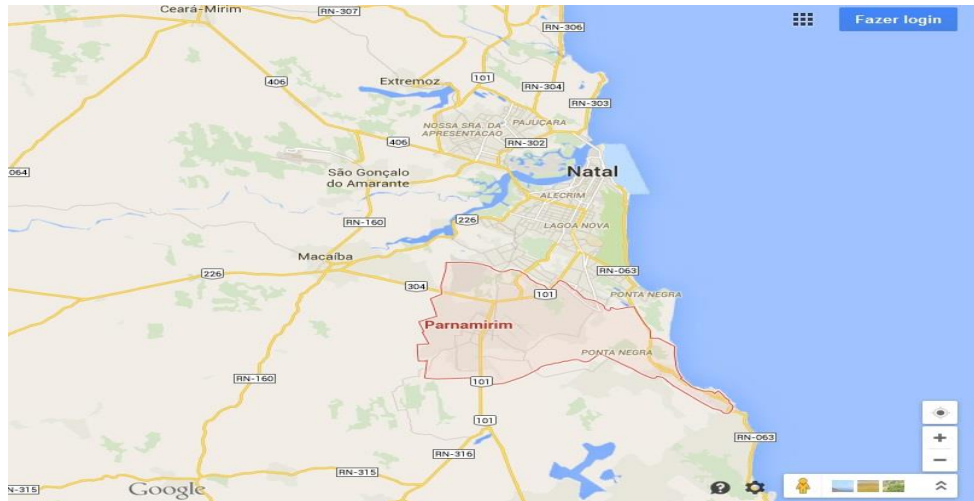 Ceará-Mirim
RN-307
Fazer login
RN-306
406
Extremoz
101
RN-304
RN-303
NOSSA SRA. DA
APRESENTACAO
PAJUÇARA
406
RN-302
064
São Gonçalo
do Amarante
Natal
ALECRIM
RN-160
226
LAGOA NOVA
Macaíba
226
RN-063
304
101
PONTA NEGRA
Parnamirim
PONTA NEGRA
RN-160
101
101
RN-063
RN-316
RN-315
N-315
Google
?